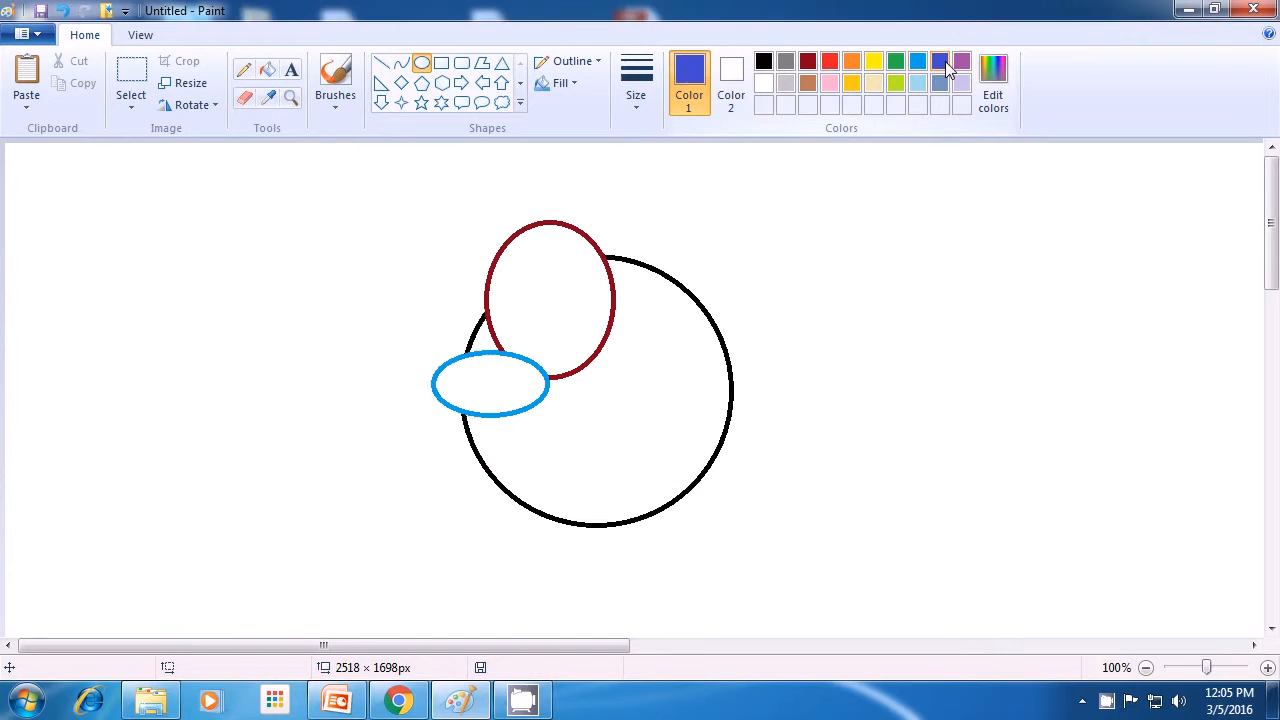 Untitled - Paint
Home View
Paste
Cut
Copy
Clipboard
Select
Crop
Resize
Rotate
Image
A
Tools
Brushes
Outline
Fill
Shapes
Size
Color 1
Color 2
Edit colors
Colors
2518 × 1698px
100%
12:05 PM
3/5/2016